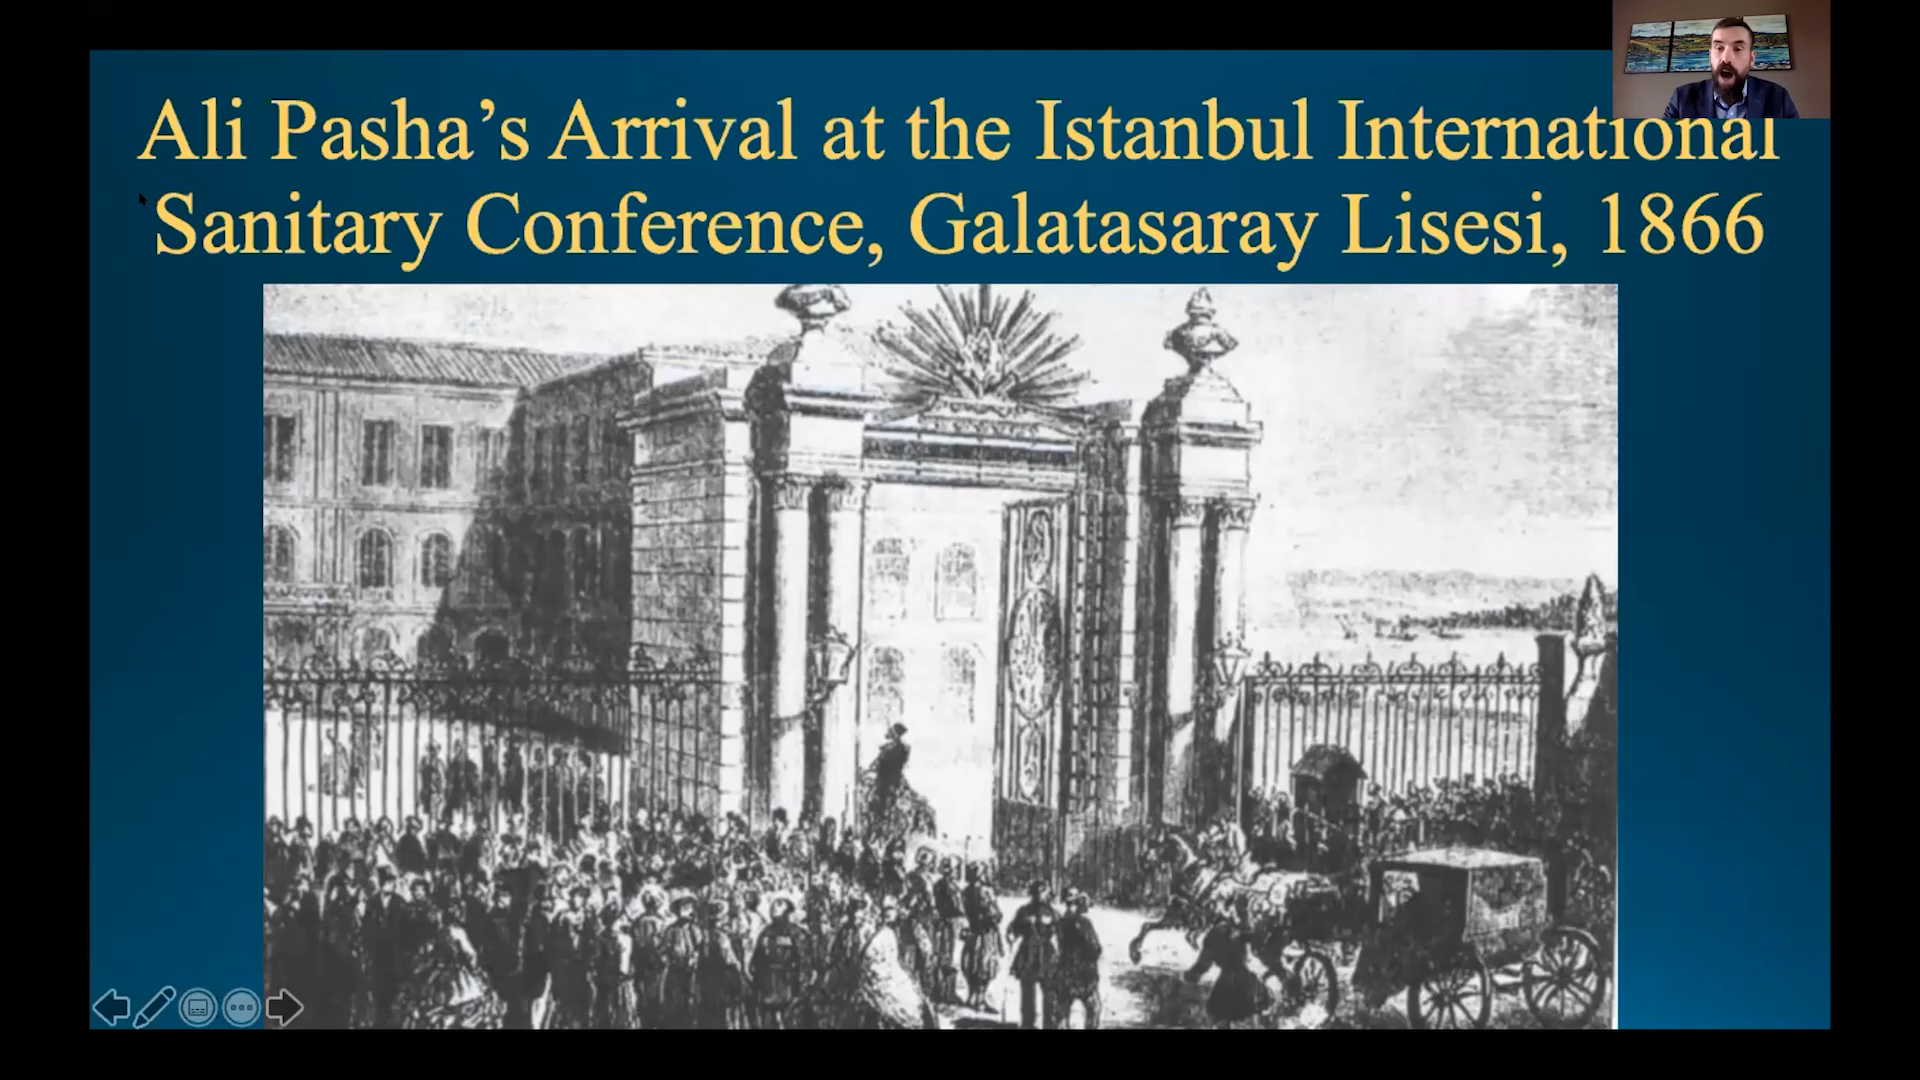 Ali Pasha’s Arrival at the Istanbul International
Sanitary Conference, Galatasaray Lisesi, 1866